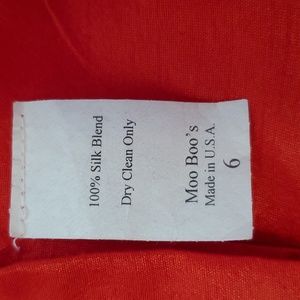 100% Silk Blend
Dry Clean Only
Moo Boo's
Made in U.S.A.
6